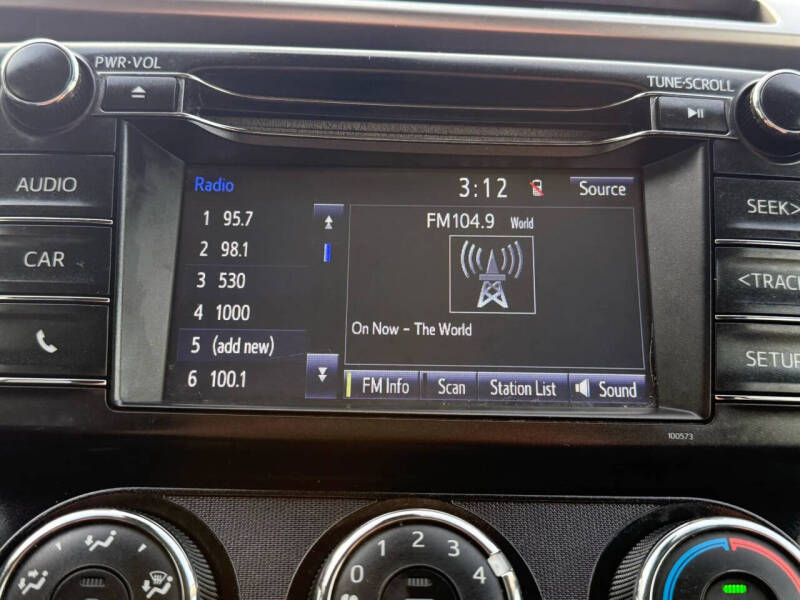 PWR·VOL
TUNE·SCROLL
AUDIO
CAR
SEEK>
<TRACK
SETUP
Radio
3:12
Source
1 95.7
2 98.1
3 530
4 1000
5 (add new)
6 100.1
FM104.9 World
On Now - The World
FM Info
Scan
Station List
Sound
100573
0 1 2 3 4